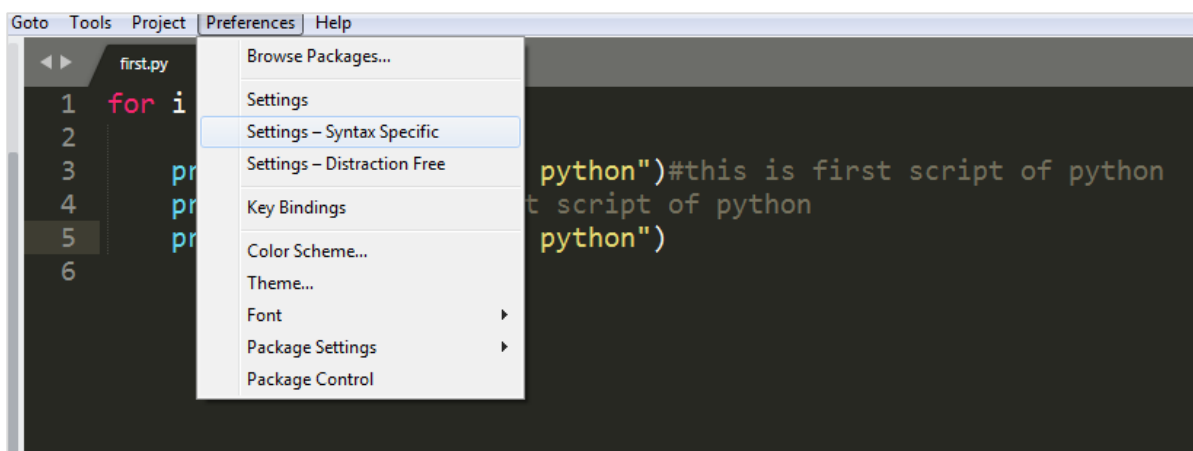 Goto Tools Project Preferences Help
first.py
Browse Packages...
Settings
Settings – Syntax Specific
Settings – Distraction Free
Key Bindings
Color Scheme...
Theme...
Font
Package Settings
Package Control
1 for i
2
3 pr python")#this is first script of python
4 pr t script of python
5 pr python")
6